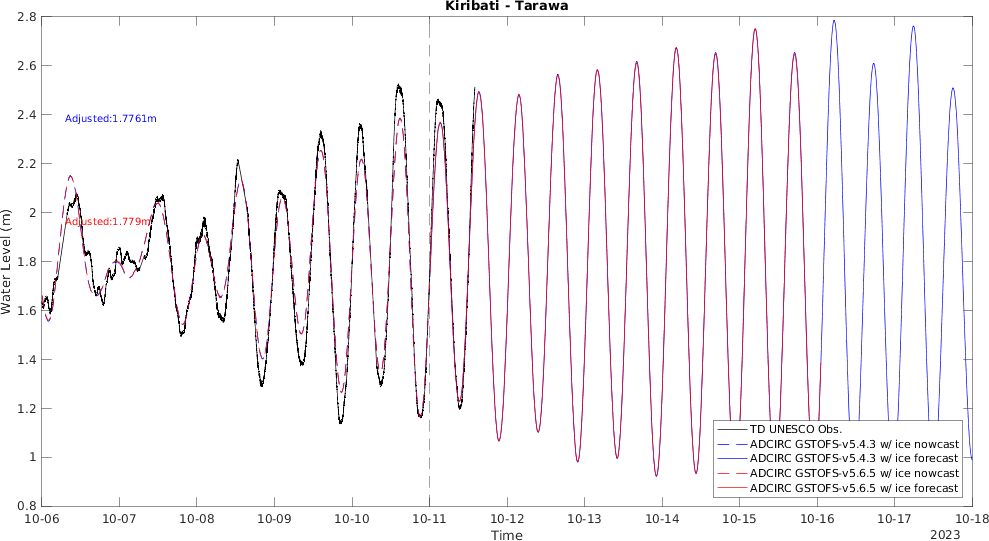 Kiribati - Tarawa
2.8
2.6
2.4
2.2
2
1.8
1.6
1.4
1.2
1
0.8
Water Level (m)
Adjusted:1.7761m
Adjusted:1.779m
TD UNESCO Obs.
ADCIRC GSTOFS-v5.4.3 w/ ice nowcast
ADCIRC GSTOFS-v5.4.3 w/ ice forecast
ADCIRC GSTOFS-v5.6.5 w/ ice nowcast
ADCIRC GSTOFS-v5.6.5 w/ ice forecast
10-06 10-07 10-08 10-09 10-10 10-11 10-12 10-13 10-14 10-15 10-16 10-17 10-18
Time
2023